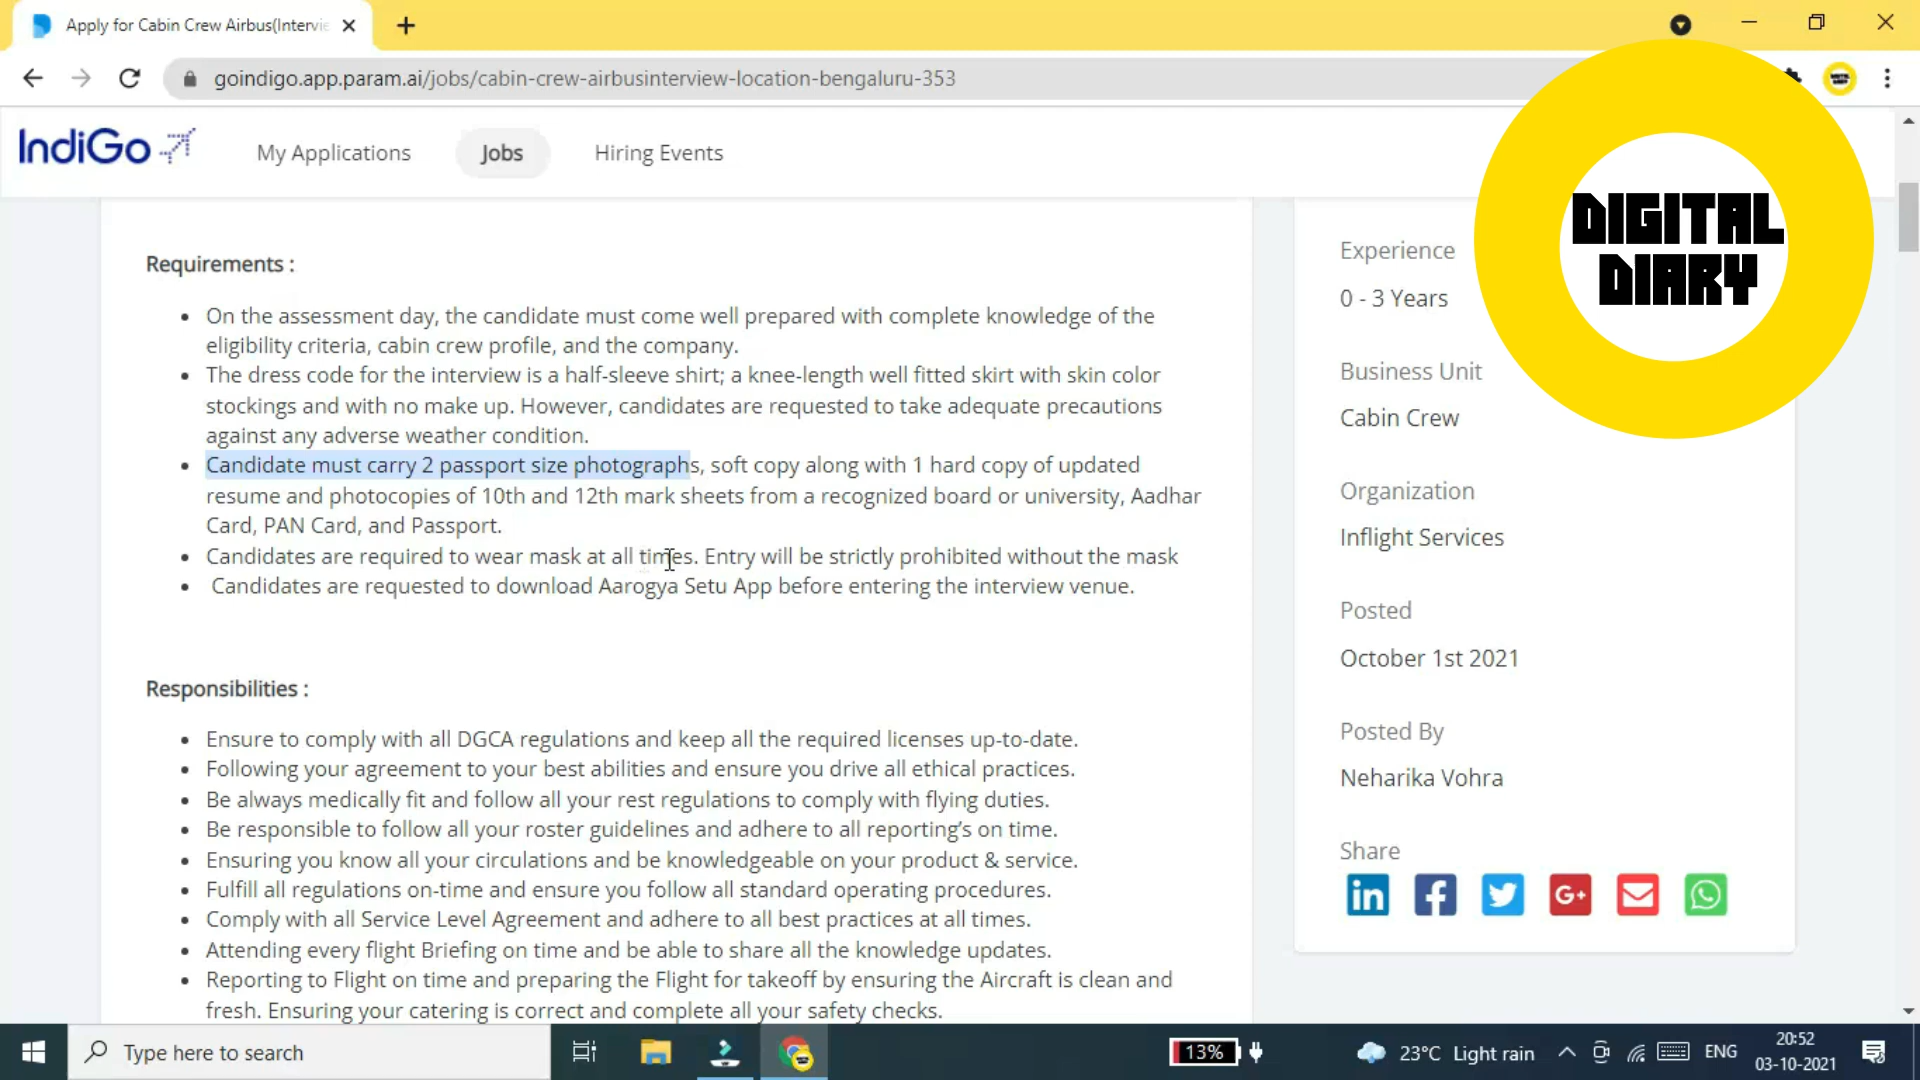 Apply for Cabin Crew Airbus(Intervie
goindigo.app.param.ai/jobs/cabin-crew-airbusinterview-location-bengaluru-353
IndiGo
My Applications
Jobs
Hiring Events
DIGITAL
DIARY
Requirements :
On the assessment day, the candidate must come well prepared with complete knowledge of the
eligibility criteria, cabin crew profile, and the company.
The dress code for the interview is a half-sleeve shirt; a knee-length well fitted skirt with skin color
stockings and with no make up. However, candidates are requested to take adequate precautions
against any adverse weather condition.
Candidate must carry 2 passport size photographs, soft copy along with 1 hard copy of updated
resume and photocopies of 10th and 12th mark sheets from a recognized board or university, Aadhar
Card, PAN Card, and Passport.
Candidates are required to wear mask at all times. Entry will be strictly prohibited without the mask
Candidates are requested to download Aarogya Setu App before entering the interview venue.
Responsibilities :
Ensure to comply with all DGCA regulations and keep all the required licenses up-to-date.
Following your agreement to your best abilities and ensure you drive all ethical practices.
Be always medically fit and follow all your rest regulations to comply with flying duties.
Be responsible to follow all your roster guidelines and adhere to all reporting's on time.
Ensuring you know all your circulations and be knowledgeable on your product & service.
Fulfill all regulations on-time and ensure you follow all standard operating procedures.
Comply with all Service Level Agreement and adhere to all best practices at all times.
Attending every flight Briefing on time and be able to share all the knowledge updates.
Reporting to Flight on time and preparing the Flight for takeoff by ensuring the Aircraft is clean and
fresh. Ensuring your catering is correct and complete all your safety checks.
Experience
0 - 3 Years
Business Unit
Cabin Crew
Organization
Inflight Services
Posted
October 1st 2021
Posted By
Neharika Vohra
Share
in
f
G+
Type here to search
13%
23°C Light rain
ENG
20:52
03-10-2021